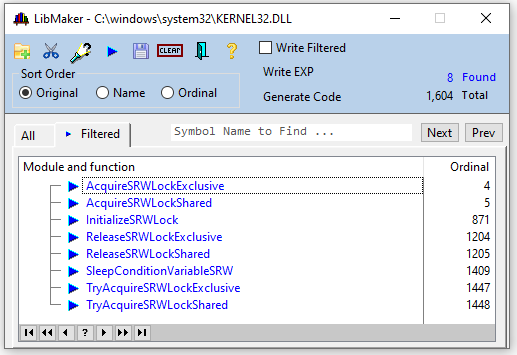 LibMaker - C:\windows\system32\KERNEL32.DLL
CLEAR
Write Filtered
Sort Order
Write EXP
8 Found
Original Name Ordinal
Generate Code
1,604 Total
All Filtered Symbol Name to Find ... Next Prev
Module and function Ordinal
AcquireSRWLockExclusive 4
AcquireSRWLockShared 5
InitializeSRWLock 871
ReleaseSRWLockExclusive 1204
ReleaseSRWLockShared 1205
SleepConditionVariableSRW 1409
TryAcquireSRWLockExclusive 1447
TryAcquireSRWLockShared 1448
?